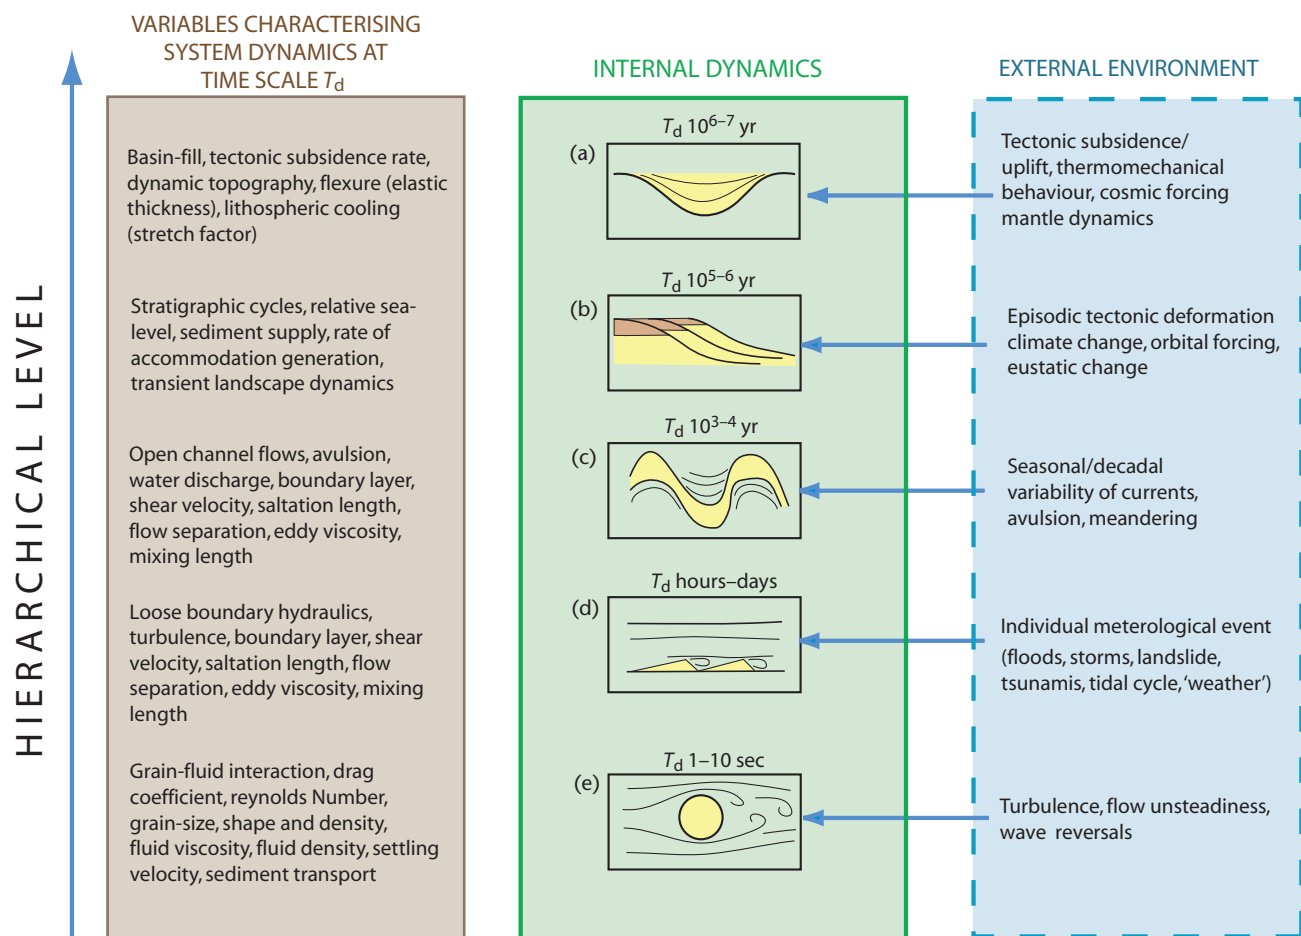 VARIABLES CHARACTERISING
SYSTEM DYNAMICS AT
TIME SCALE Td
INTERNAL DYNAMICS
EXTERNAL ENVIRONMENT
HIERARCHICAL LEVEL
Basin-fill, tectonic subsidence rate,
dynamic topography, flexure (elastic
thickness), lithospheric cooling
(stretch factor)
Td 10^6–7 yr
(a)
Tectonic subsidence/
uplift, thermomechanical
behaviour, cosmic forcing
mantle dynamics
Stratigraphic cycles, relative sea-
level, sediment supply, rate of
accommodation generation,
transient landscape dynamics
Td 10^5–6 yr
(b)
Episodic tectonic deformation
climate change, orbital forcing,
eustatic change
Open channel flows, avulsion,
water discharge, boundary layer,
shear velocity, saltation length,
flow separation, eddy viscosity,
mixing length
Td 10^3–4 yr
(c)
Seasonal/decadal
variability of currents,
avulsion, meandering
Loose boundary hydraulics,
turbulence, boundary layer, shear
velocity, saltation length, flow
separation, eddy viscosity, mixing
length
Td hours–days
(d)
Individual meterological event
(floods, storms, landslide,
tsunamis, tidal cycle, ‘weather’)
Grain-fluid interaction, drag
coefficient, reynolds Number,
grain-size, shape and density,
fluid viscosity, fluid density, settling
velocity, sediment transport
Td 1–10 sec
(e)
Turbulence, flow unsteadiness,
wave reversals